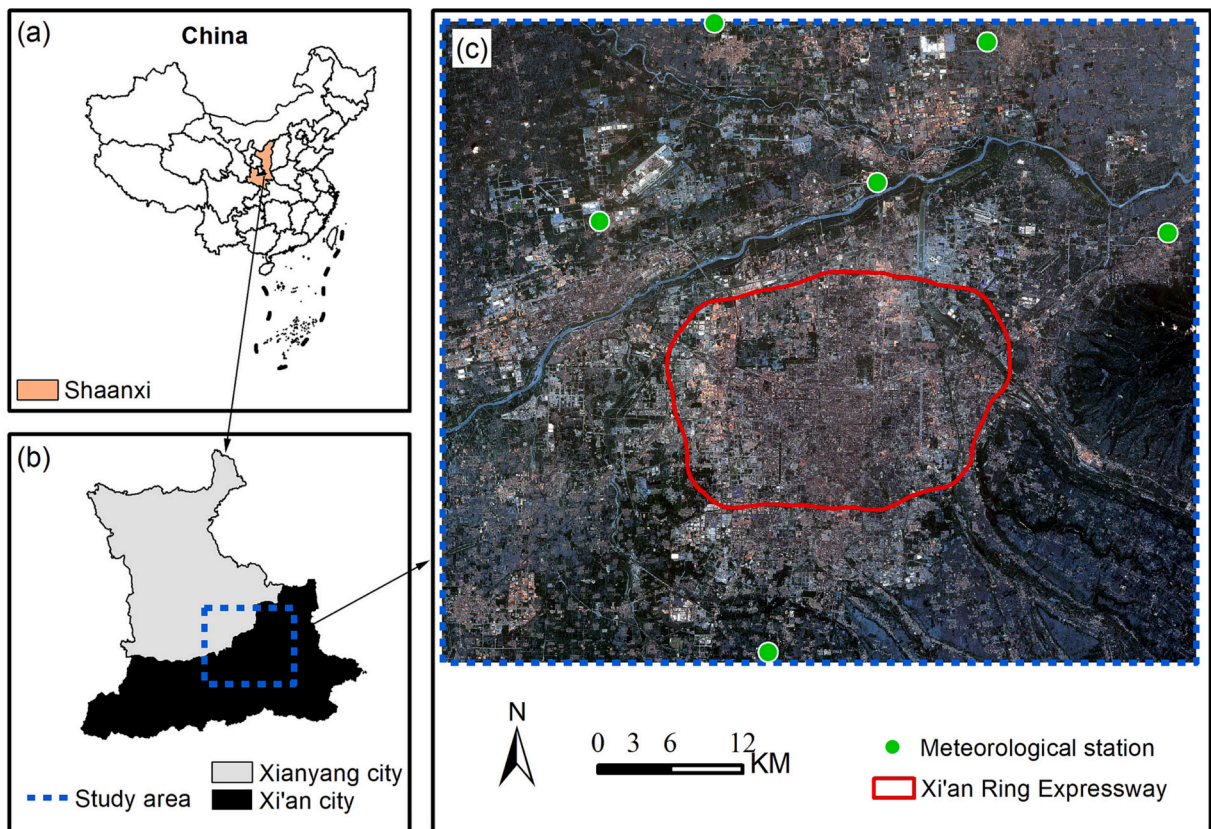 (a)
China
Shaanxi
(b)
Xianyang city
Study area
Xi'an city
(c)
N
0 3 6 12
KM
Meteorological station
Xi'an Ring Expressway